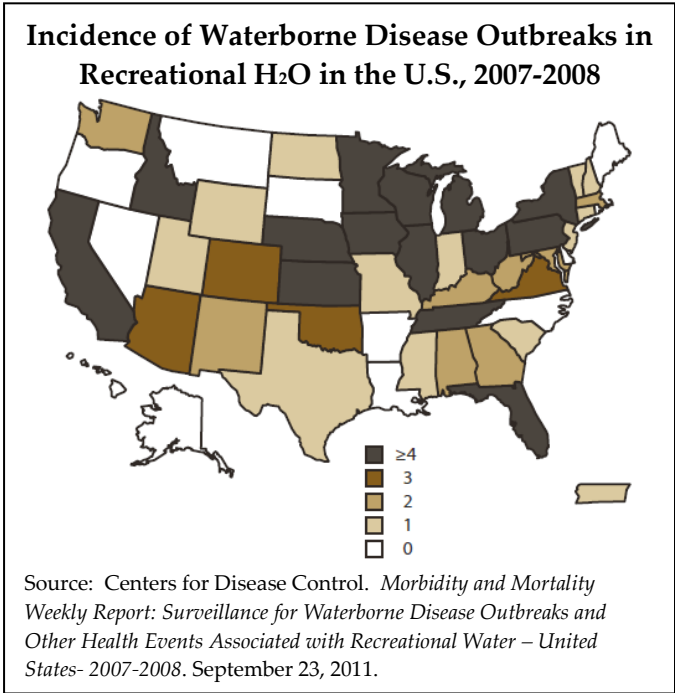 Incidence of Waterborne Disease Outbreaks in
Recreational H₂O in the U.S., 2007-2008
≥4
3
2
1
0
Source:  Centers for Disease Control.  Morbidity and Mortality
Weekly Report: Surveillance for Waterborne Disease Outbreaks and
Other Health Events Associated with Recreational Water – United
States- 2007-2008. September 23, 2011.